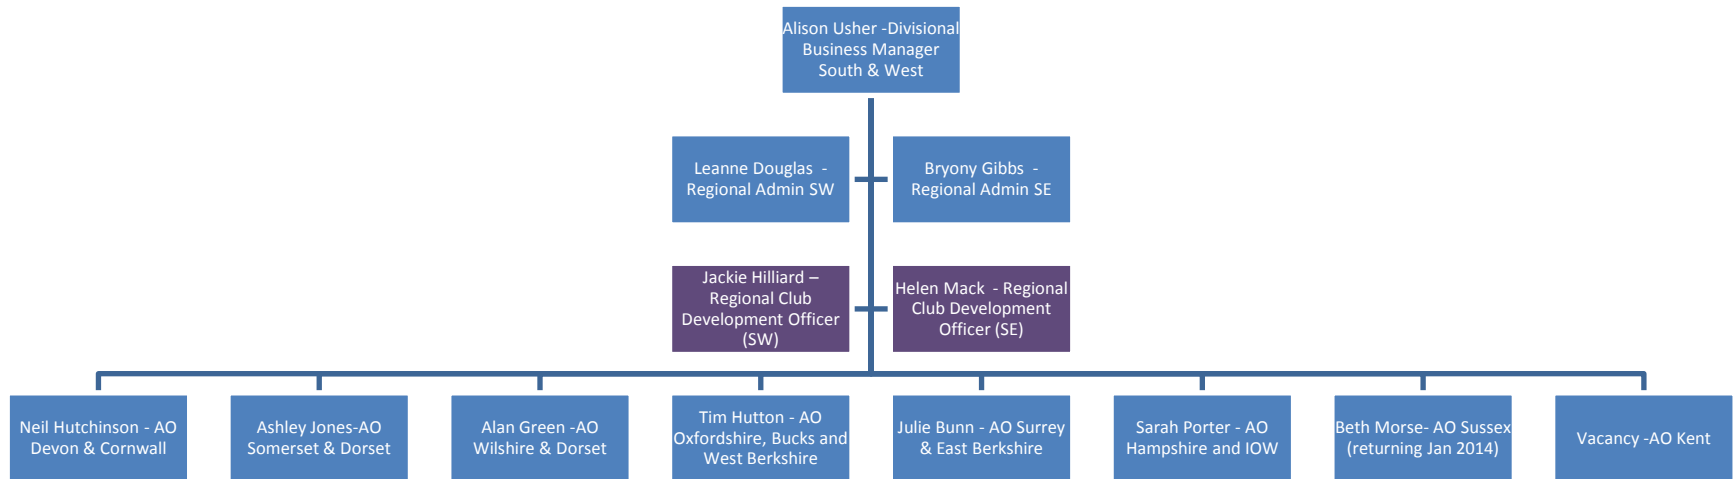 Alison Usher -Divisional
Business Manager
South & West
Leanne Douglas  -
Regional Admin SW
Bryony Gibbs  -
Regional Admin SE
Jackie Hilliard –
Regional Club
Development Officer
(SW)
Helen Mack  - Regional
Club Development
Officer (SE)
Neil Hutchinson - AO
Devon & Cornwall
Ashley Jones-AO
Somerset & Dorset
Alan Green -AO
Wilshire & Dorset
Tim Hutton - AO
Oxfordshire, Bucks and
West Berkshire
Julie Bunn - AO Surrey
& East Berkshire
Sarah Porter - AO
Hampshire and IOW
Beth Morse- AO Sussex
(returning Jan 2014)
Vacancy -AO Kent